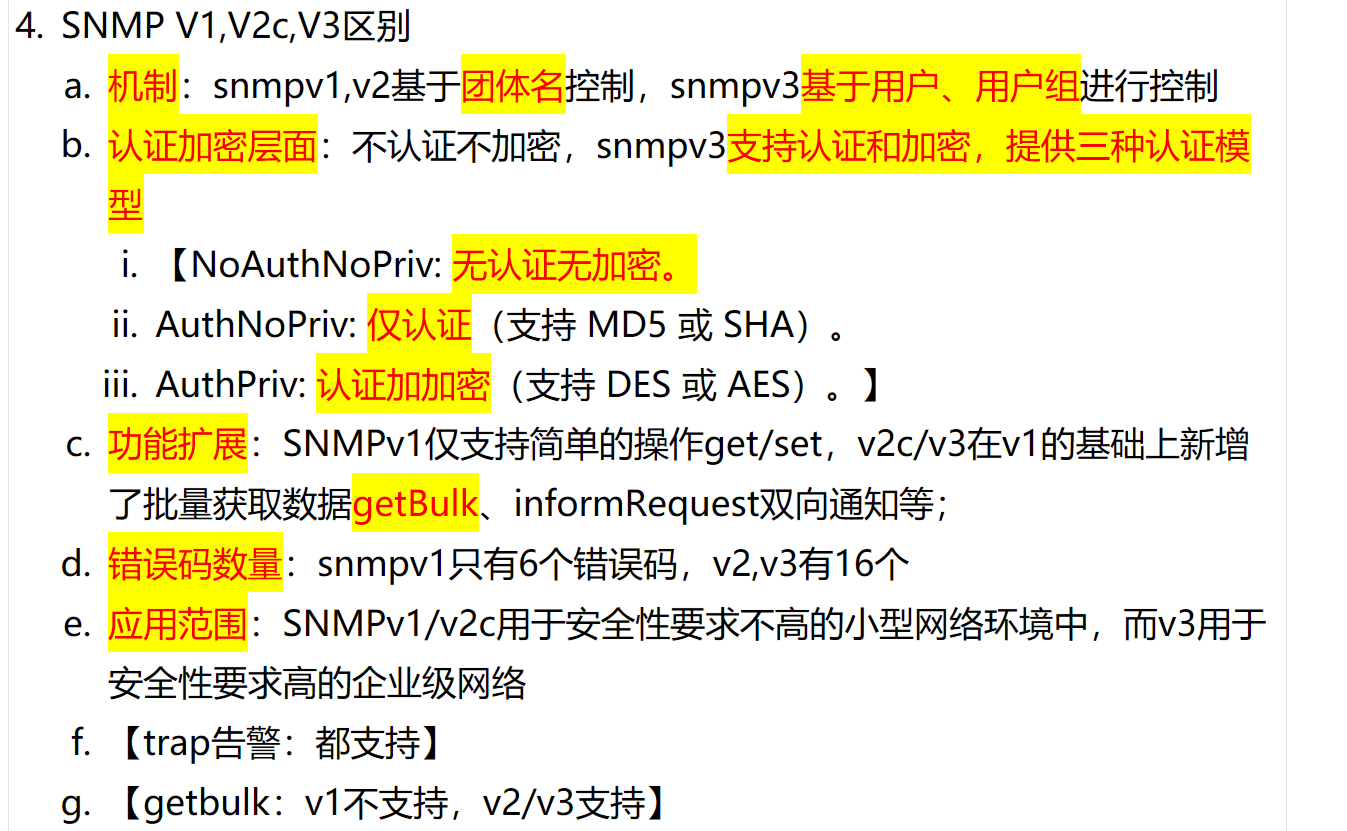 4. SNMP V1,V2c,V3区别
a. 机制：snmpv1,v2基于团体名控制，snmpv3基于用户、用户组进行控制
b. 认证加密层面：不认证不加密，snmpv3支持认证和加密，提供三种认证模
型
i. 【NoAuthNoPriv: 无认证无加密。
ii. AuthNoPriv: 仅认证（支持 MD5 或 SHA）。
iii. AuthPriv: 认证加加密（支持 DES 或 AES）。】
c. 功能扩展：SNMPv1仅支持简单的操作get/set，v2c/v3在v1的基础上新增
了批量获取数据getBulk、informRequest双向通知等；
d. 错误码数量：snmpv1只有6个错误码，v2,v3有16个
e. 应用范围：SNMPv1/v2c用于安全性要求不高的小型网络环境中，而v3用于
安全性要求高的企业级网络
f. 【trap告警：都支持】
g. 【getbulk：v1不支持，v2/v3支持】